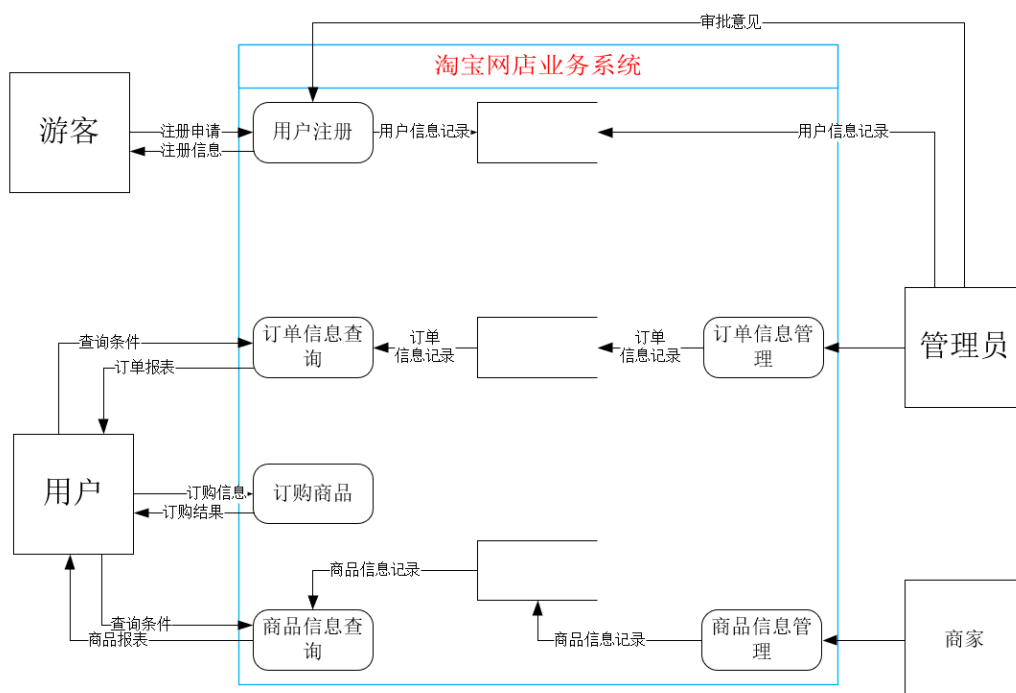 审批意见
淘宝网店业务系统
游客
注册申请
注册信息
用户注册
用户信息记录
用户信息记录
查询条件
订单报表
订单信息查
询
订单
信息记录
订单
信息记录
订单信息管
理
管理员
用户
订购信息
订购结果
订购商品
商品信息记录
查询条件
商品报表
商品信息查
询
商品信息记录
商品信息管
理
商家